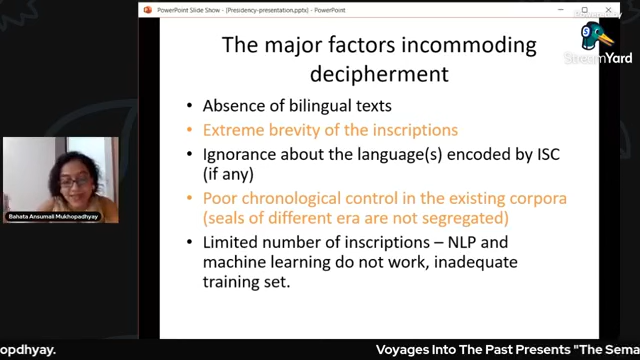 PowerPoint Slide Show - [Presidency-presentation.pptx] - PowerPoint
StreamYard
The major factors incommoding
decipherment
• Absence of bilingual texts
• Extreme brevity of the inscriptions
• Ignorance about the language(s) encoded by ISC
(if any)
• Poor chronological control in the existing corpora
(seals of different era are not segregated)
• Limited number of inscriptions – NLP and
machine learning do not work, inadequate
training set.
Bahata Ansumali Mukhopadhyay
opdhyay.
Voyages Into The Past Presents "The Sema